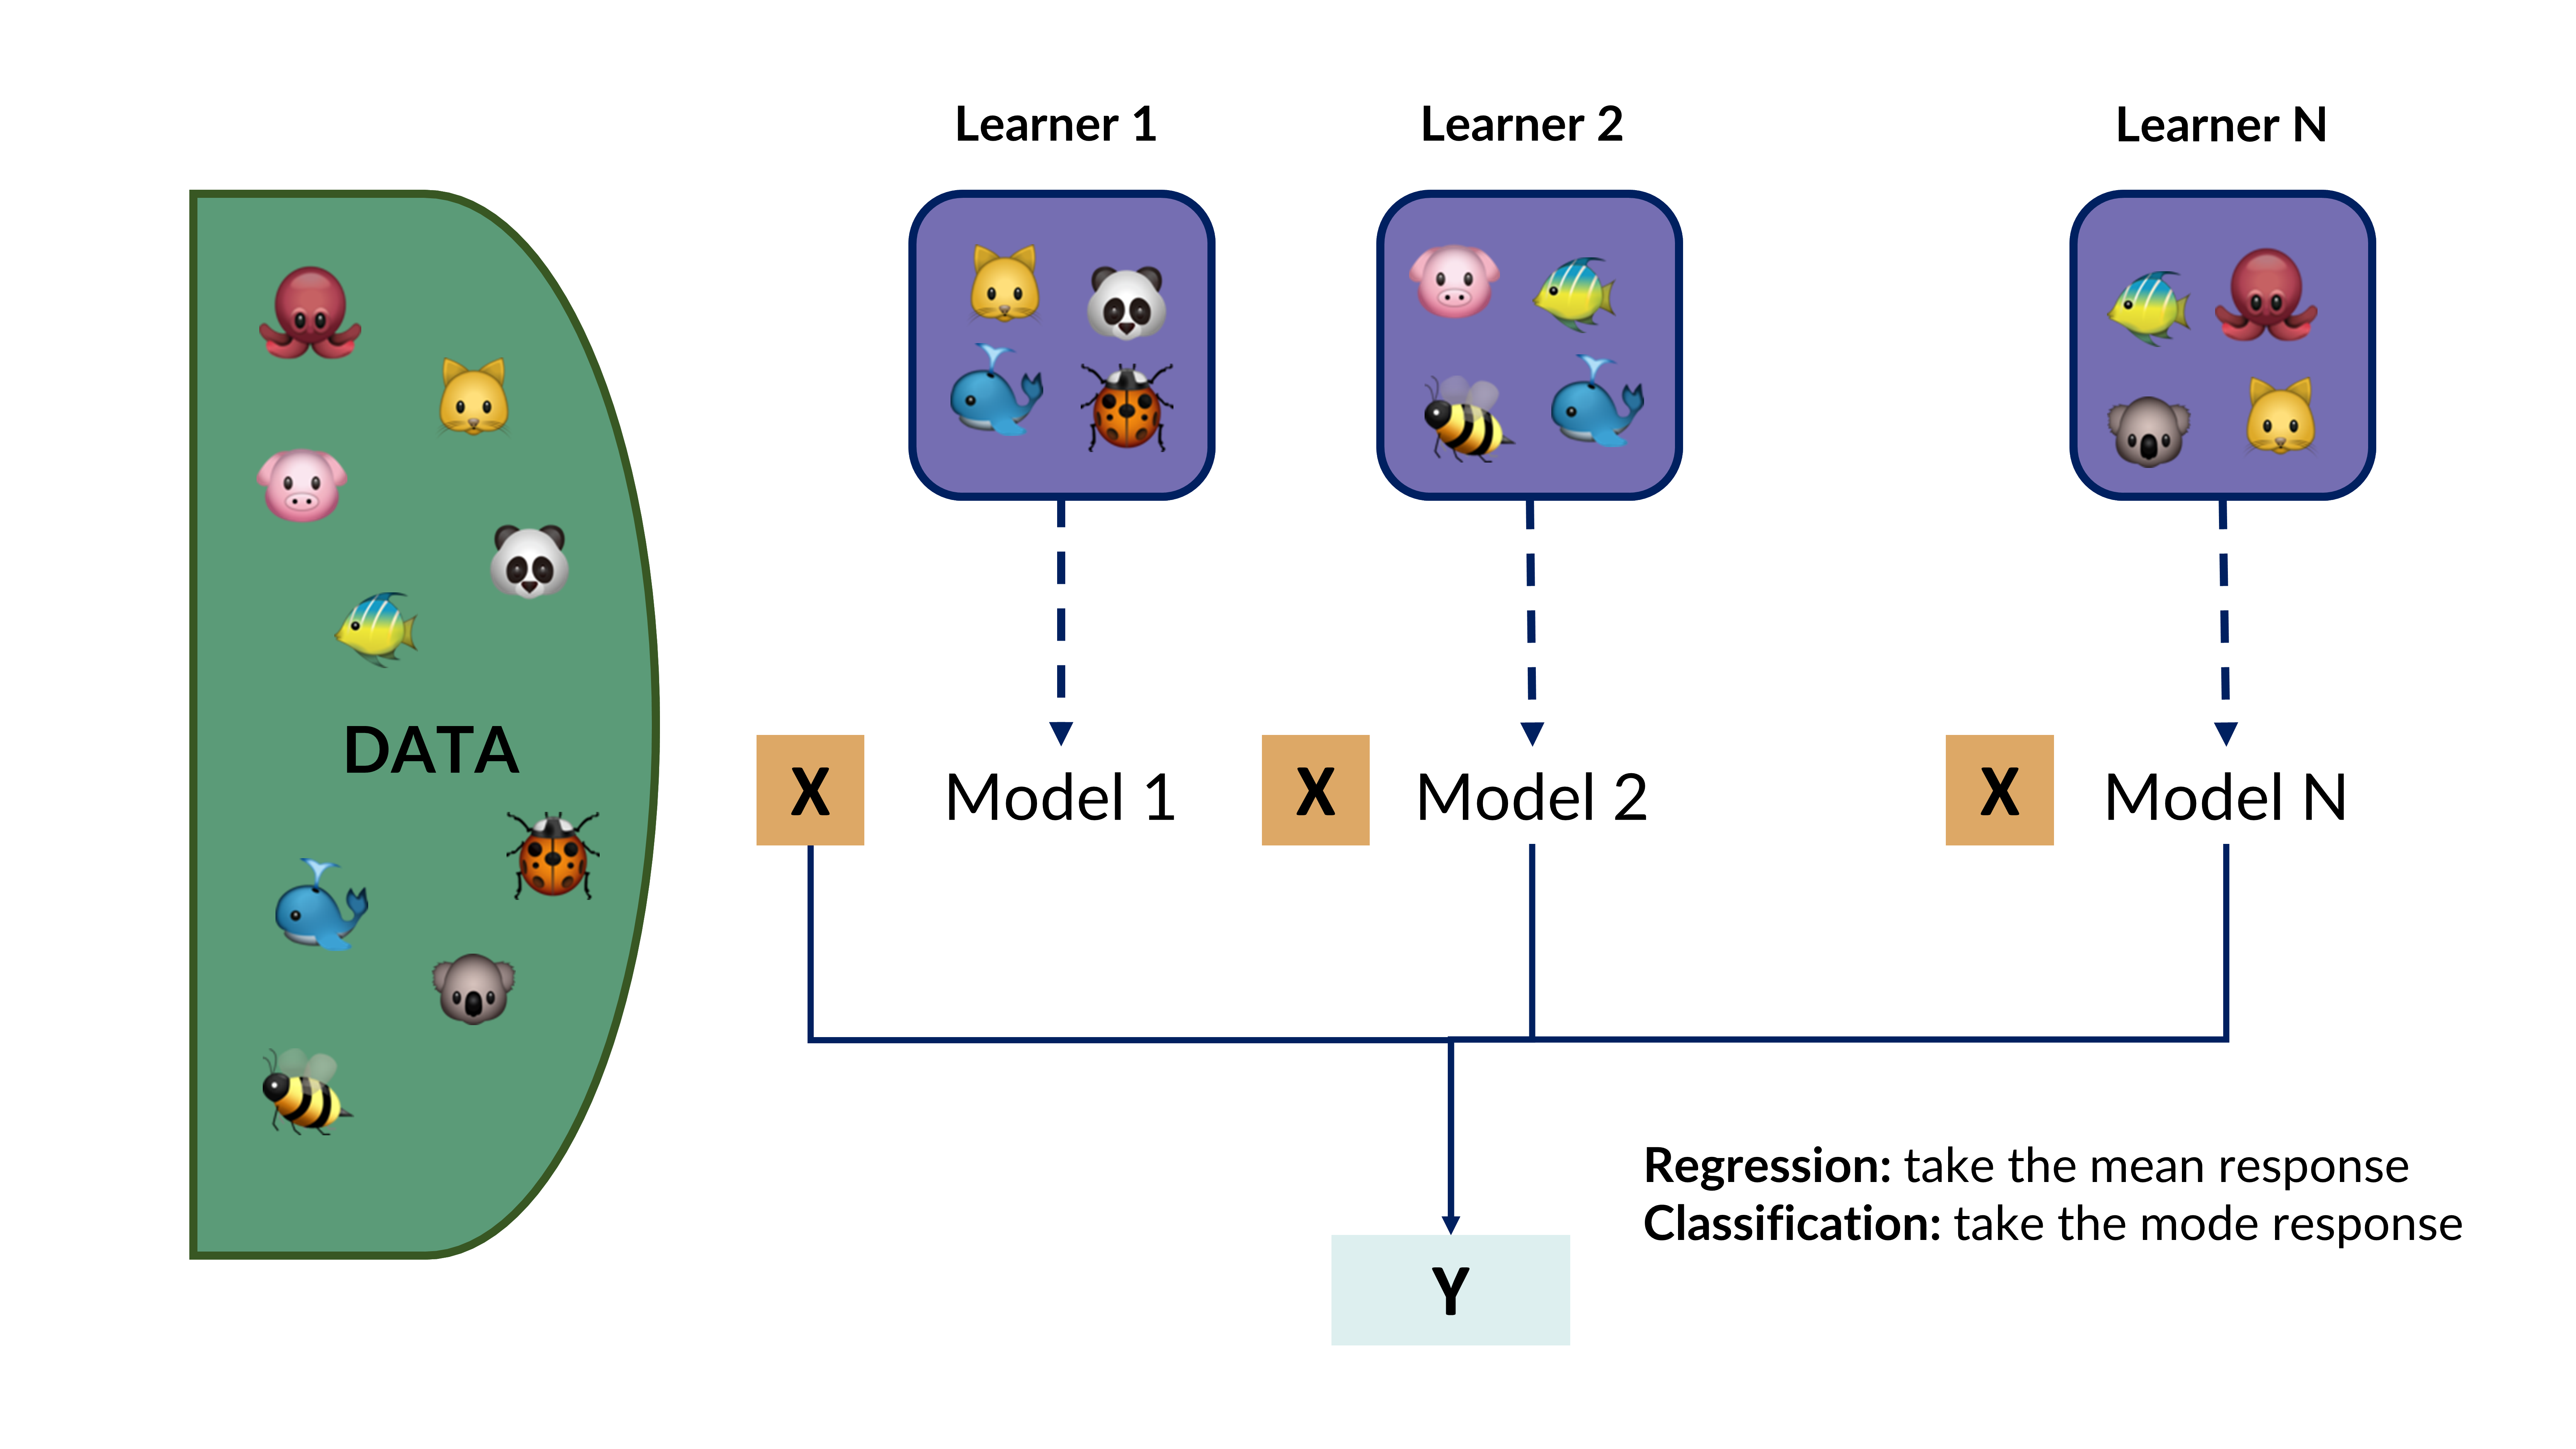 Learner 1
Learner 2
Learner N
DATA
X
Model 1
X
Model 2
X
Model N
Regression: take the mean response
Classification: take the mode response
Y